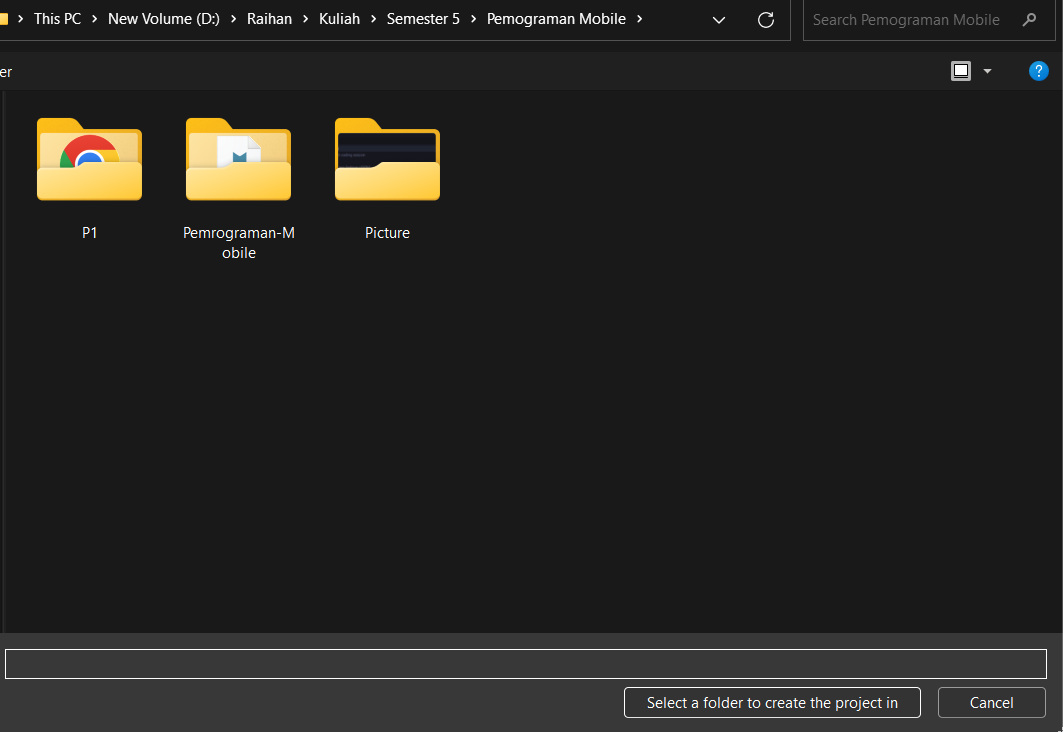 This PC > New Volume (D:) > Raihan > Kuliah > Semester 5 > Pemograman Mobile >
Search Pemograman Mobile
er
?
P1
Pemrograman-M
obile
Picture
Select a folder to create the project in
Cancel